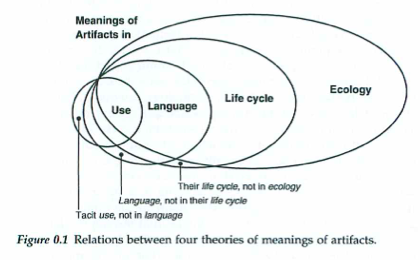 Meanings of
Artifacts in
Use
Language
Life cycle
Ecology
Their life cycle, not in ecology
Language, not in their life cycle
Tacit use, not in language
Figure 0.1 Relations between four theories of meanings of artifacts.